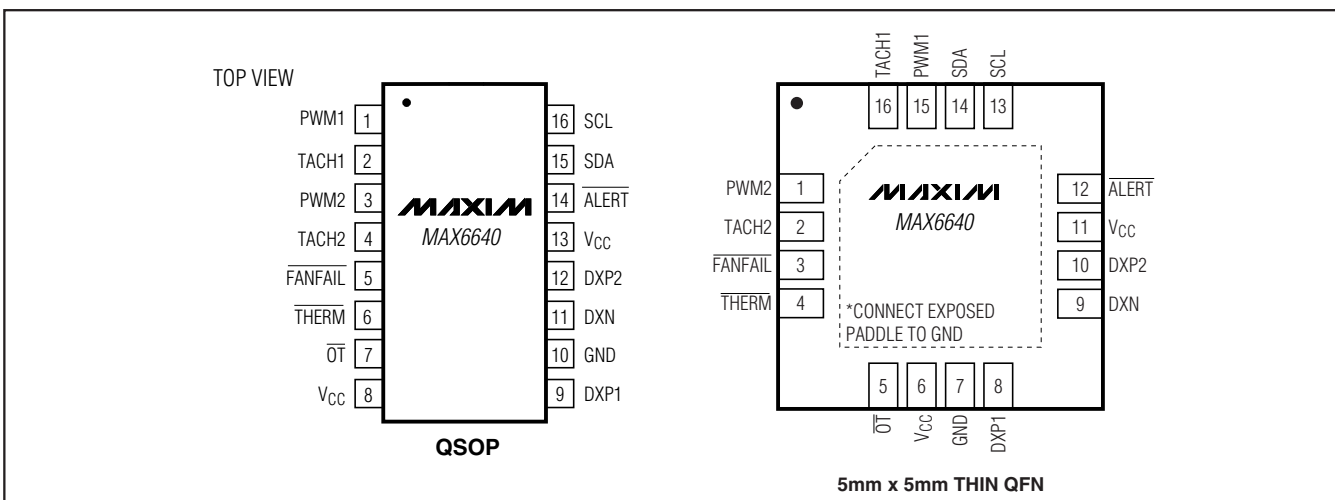 TOP VIEW
PWM1 1
TACH1 2
PWM2 3
TACH2 4
FANFAIL 5
THERM 6
OT 7
VCC 8
MAXIM
MAX6640
16 SCL
15 SDA
14 ALERT
13 VCC
12 DXP2
11 DXN
10 GND
9 DXP1
QSOP
TACH1 PWM1 SDA SCL
16 15 14 13
PWM2 1
TACH2 2
FANFAIL 3
THERM 4
MAXIM
MAX6640
*CONNECT EXPOSED
PADDLE TO GND
12 ALERT
11 VCC
10 DXP2
9 DXN
5 6 7 8
OT VCC GND DXP1
5mm x 5mm THIN QFN